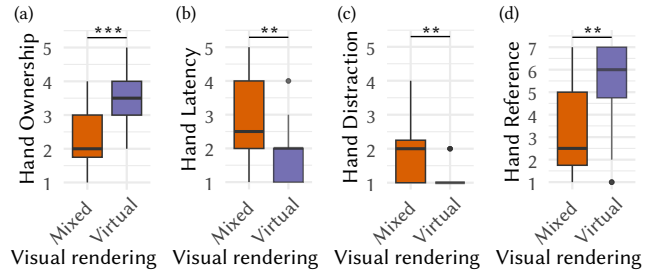 (a) (b) (c) (d)
*** ** ** **
Hand Ownership
5
4
3
2
1
Mixed Virtual
Visual rendering
Hand Latency
5
4
3
2
1
Mixed Virtual
Visual rendering
Hand Distraction
5
4
3
2
1
Mixed Virtual
Visual rendering
Hand Reference
7
6
5
4
3
2
1
Mixed Virtual
Visual rendering